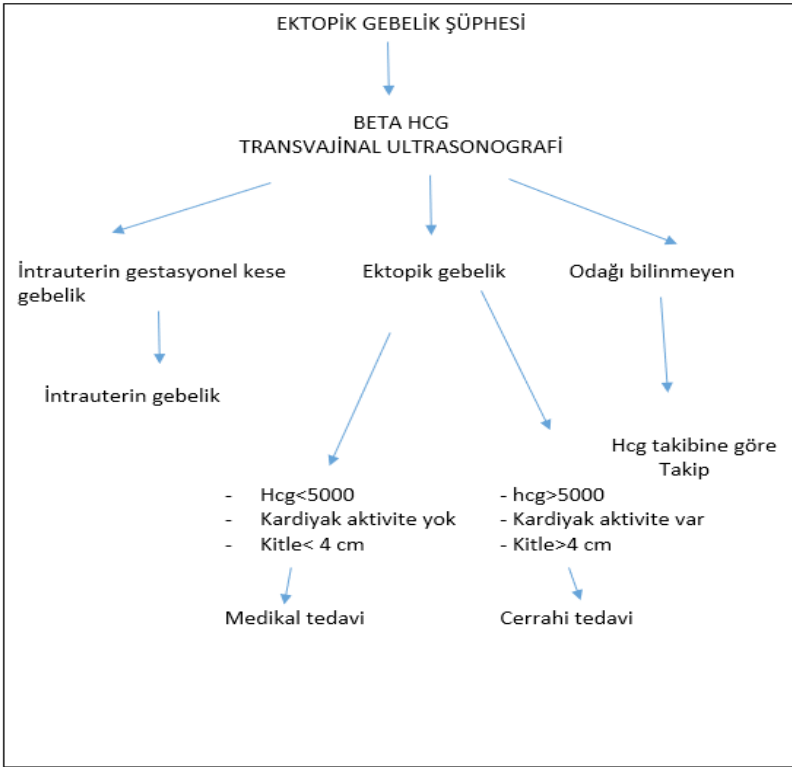 EKTOPİK GEBELİK ŞÜPHESİ
BETA HCG
TRANSVAJİNAL ULTRASONOGRAFİ
İntrauterin gestasyonel kese
gebelik
Ektopik gebelik
Odağı bilinmeyen
İntrauterin gebelik
Hcg takibine göre
Takip
- Hcg<5000
- Kardiyak aktivite yok
- Kitle< 4 cm
- hcg>5000
- Kardiyak aktivite var
- Kitle>4 cm
Medikal tedavi
Cerrahi tedavi